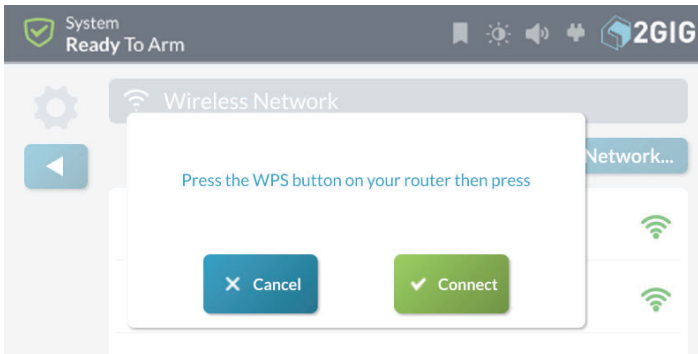 System
Ready To Arm
2GIG
Wireless Network
Network...
Press the WPS button on your router then press
Cancel
Connect